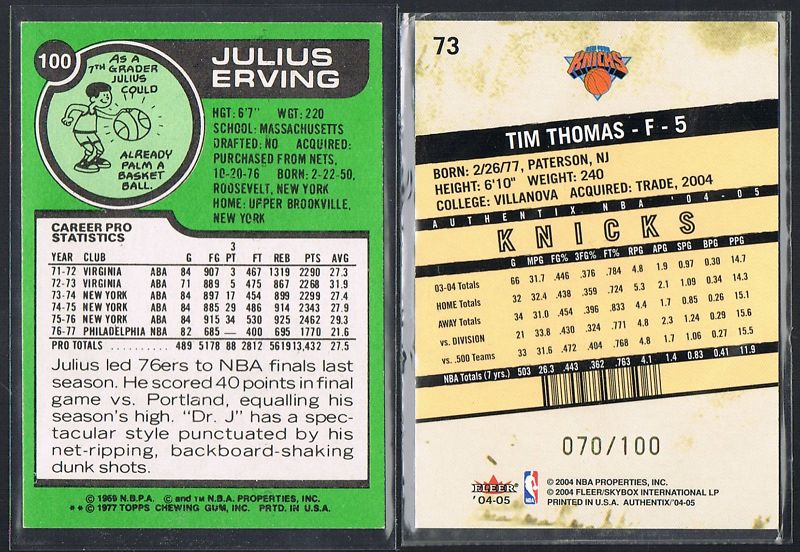 100
AS A
7TH GRADER
JULIUS
COULD
ALREADY
PALM A
BASKET
BALL.
JULIUS
ERVING
HGT: 6'7" WGT: 220
SCHOOL: MASSACHUSETTS
DRAFTED: NO ACQUIRED:
PURCHASED FROM NETS,
10-20-76 BORN: 2-22-50,
ROOSEVELT, NEW YORK
HOME: UPPER BROOKVILLE,
NEW YORK
CAREER PRO
STATISTICS
3
YEAR CLUB G FG PT FT REB PTS AVG
71-72 VIRGINIA ABA 84 907 3 467 1319 2290 27.3
72-73 VIRGINIA ABA 71 889 5 475 867 2268 31.9
73-74 NEW YORK ABA 84 897 17 454 899 2299 27.4
74-75 NEW YORK ABA 84 885 29 486 914 2343 27.9
75-76 NEW YORK ABA 84 915 34 530 925 2462 29.3
76-77 PHILADELPHIA NBA 82 685 — 400 695 1770 21.6
PRO TOTALS 489 5178 88 2812 5619 13,432 27.5
Julius led 76ers to NBA finals last
season. He scored 40 points in final
game vs. Portland, equalling his
season's high. "Dr. J" has a spec-
tacular style punctuated by his
net-ripping, backboard-shaking
dunk shots.
© 1969 N.B.P.A. © and TM N.B.A. PROPERTIES, INC.
**© 1977 TOPPS CHEWING GUM, INC. PRTD. IN U.S.A.
73
NEW YORK
KNICKS
TIM THOMAS - F - 5
BORN: 2/26/77, PATERSON, NJ
HEIGHT: 6'10" WEIGHT: 240
COLLEGE: VILLANOVA ACQUIRED: TRADE, 2004
AUTHENTIX NBA '04-05
KNICKS
G MPG FG% 3FG% FT% RPG APG SPG BPG PPG
03-04 Totals 66 31.7 .446 .376 .784 4.8 1.9 0.97 0.30 14.7
HOME Totals 32 32.4 .438 .359 .724 5.3 2.1 1.09 0.34 14.2
AWAY Totals 34 31.0 .454 .396 .833 4.4 1.7 0.85 0.26 15.1
vs. DIVISION 21 33.8 .430 .324 .771 4.8 2.3 1.24 0.29 15.6
vs. .500 Teams 33 31.6 .472 .404 .768 4.8 1.7 1.06 0.27 15.5
NBA Totals (7 yrs.) 503 26.3 .443 .362 .763 4.1 1.4 0.83 0.41 11.9
070/100
FLEER
'04-05
NBA
© 2004 NBA PROPERTIES, INC.
© 2004 FLEER/SKYBOX INTERNATIONAL LP
PRINTED IN U.S.A. AUTHENTIX/'04-05